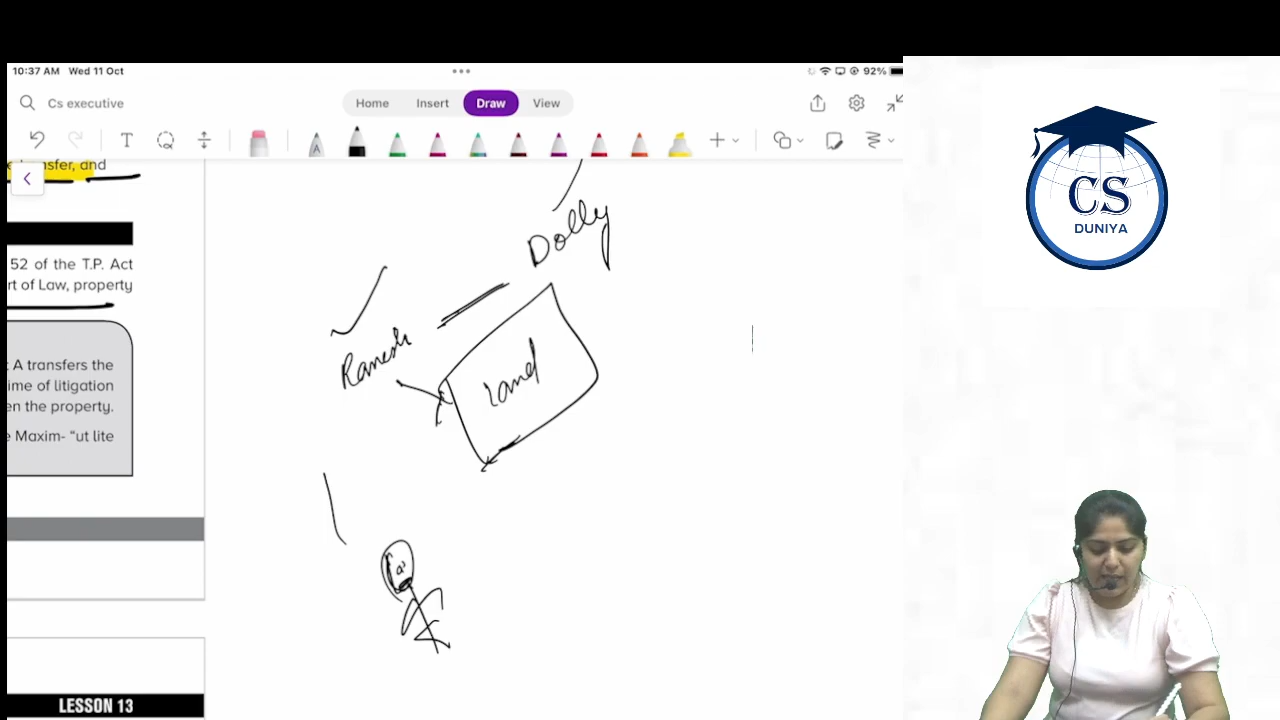 10:37 AM Wed 11 Oct
92%
Cs executive
Home Insert Draw View
nsfer, and
Dolly
52 of the T.P. Act
rt of Law, property
Ramesh
land
A transfers the
ime of litigation
en the property.
e Maxim- “ut lite
LESSON 13
CS
DUNIYA